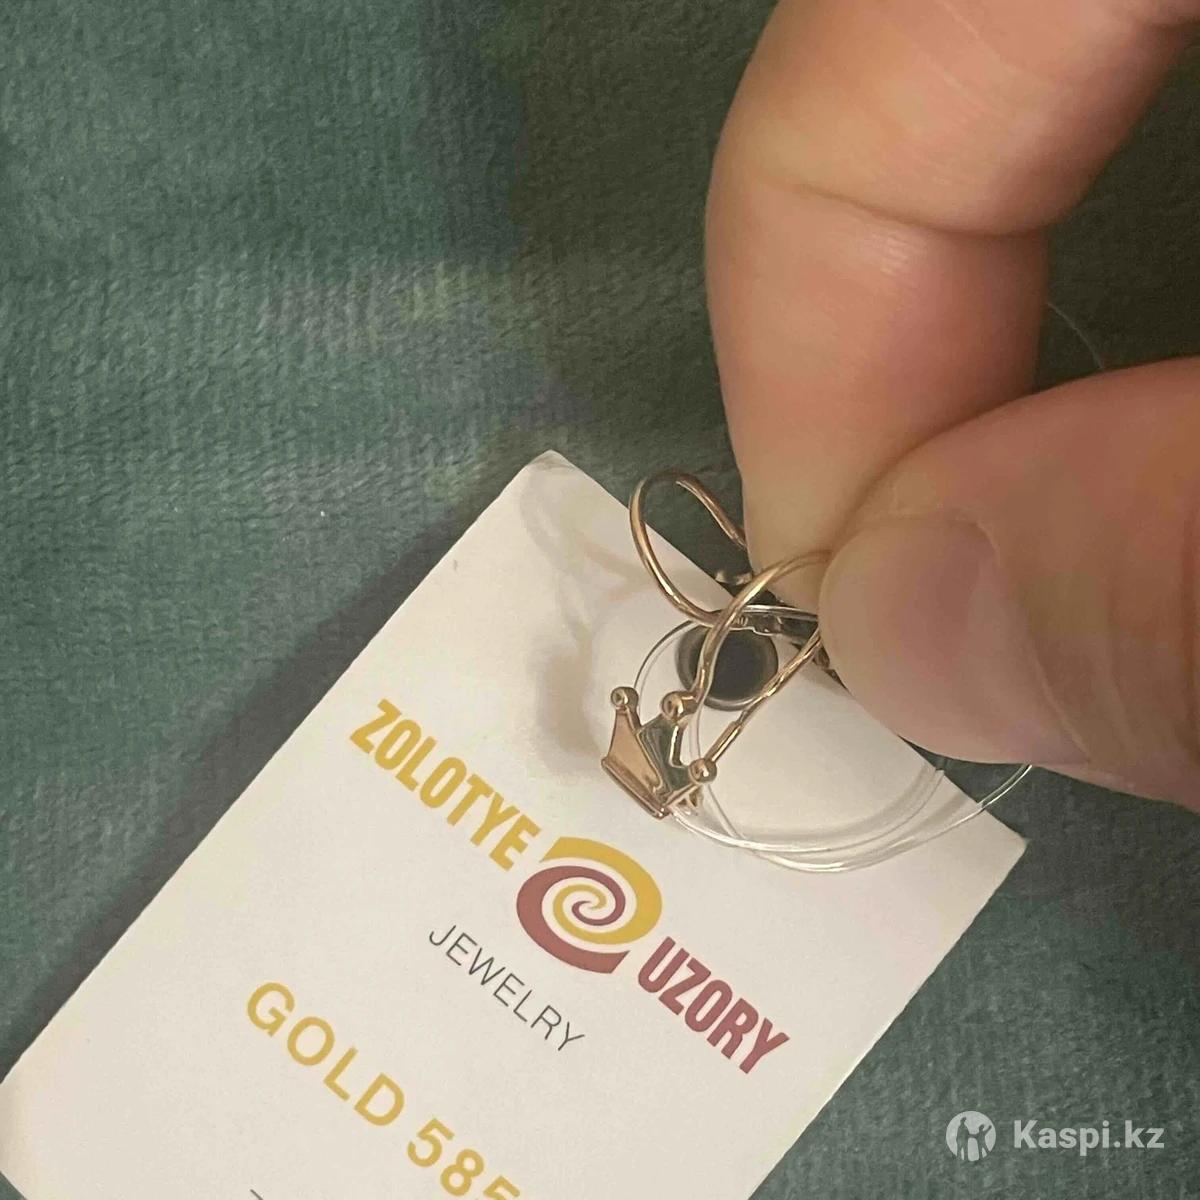 ZOLOTYE UZORY
JEWELRY
GOLD 585
Kaspi.kz